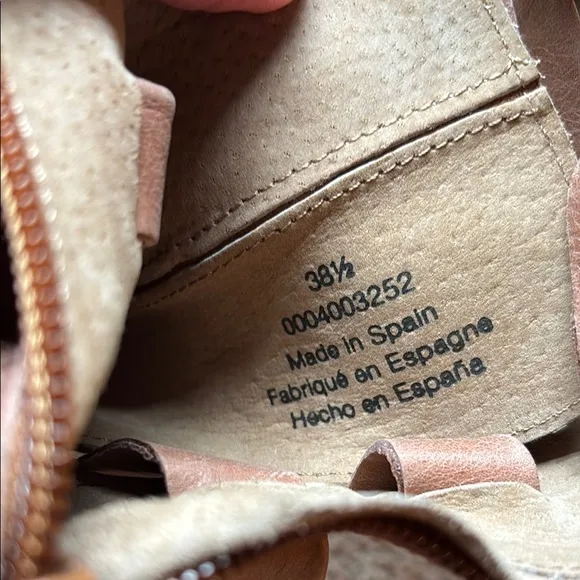 38½
0004003252
Made in Spain
Fabriqué en Espagne
Hecho en España